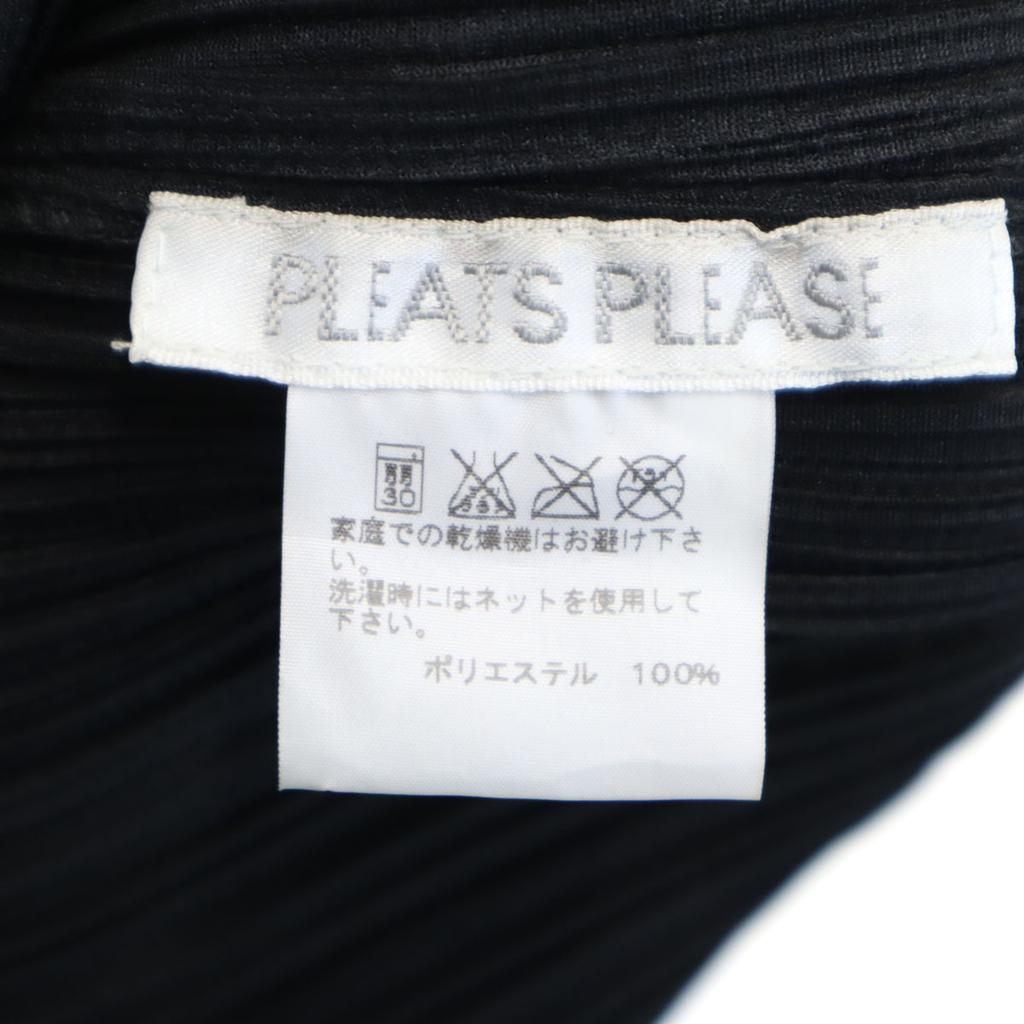 PLEATS PLEASE
30
家庭での乾燥機はお避け下さ
い。
洗濯時にはネットを使用して
下さい。
ポリエステル 100%